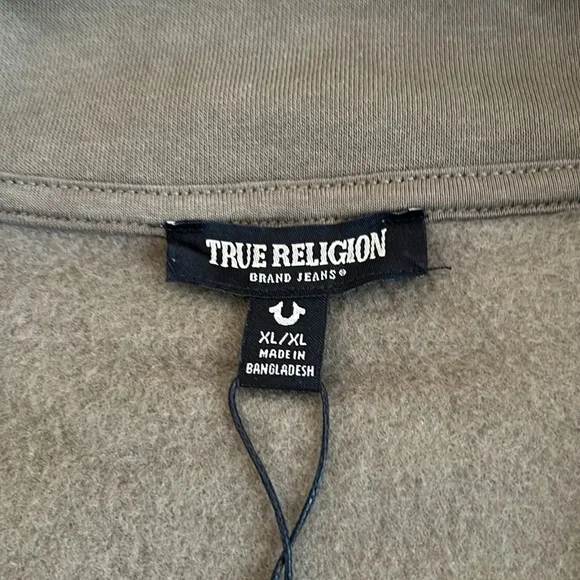 TRUE RELIGION
BRAND JEANS®
XL/XL
MADE IN
BANGLADESH